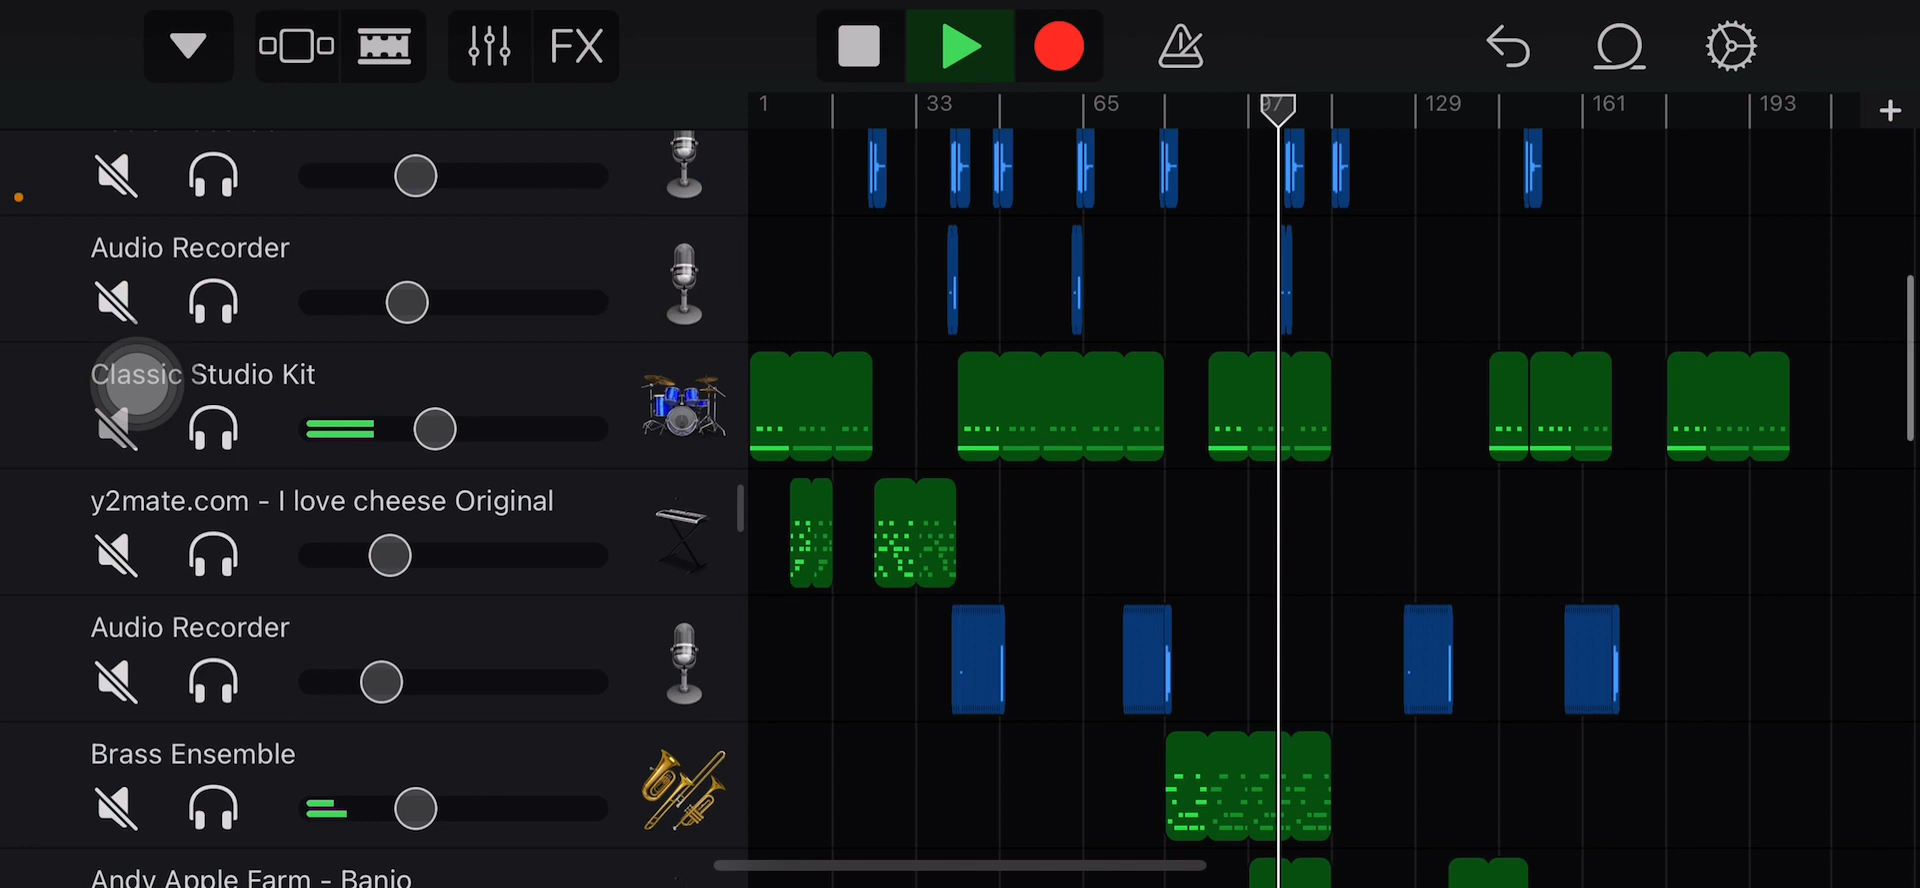 FX
1 33 65 97 129 161 193 +
Audio Recorder
Classic Studio Kit
y2mate.com - I love cheese Original
Audio Recorder
Brass Ensemble
Andy Apple Farm - Banjo